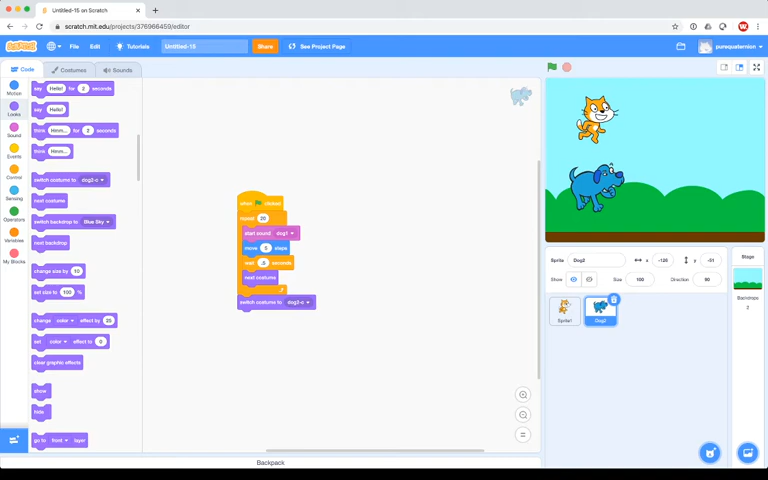 Untitled-15 on Scratch
scratch.mit.edu/projects/376966459/editor
SCRATCH File Edit Tutorials Untitled-15 Share See Project Page purequaternion
Code Costumes Sounds
Motion
Looks
Sound
Events
Control
Sensing
Operators
Variables
My Blocks
say Hello! for 2 seconds
say Hello!
think Hmm... for 2 seconds
think Hmm...
switch costume to dog2-c
next costume
switch backdrop to Blue Sky
next backdrop
change size by 10
set size to 100 %
change color effect by 25
set color effect to 0
clear graphic effects
show
hide
go to front layer
when clicked
repeat 20
start sound dog1
move 5 steps
wait .5 seconds
next costume
switch costume to dog2-c
Sprite Dog2 x -128 y -51
Show Size 100 Direction 90
Sprite1
Dog2
Stage
Backdrops
2
Backpack